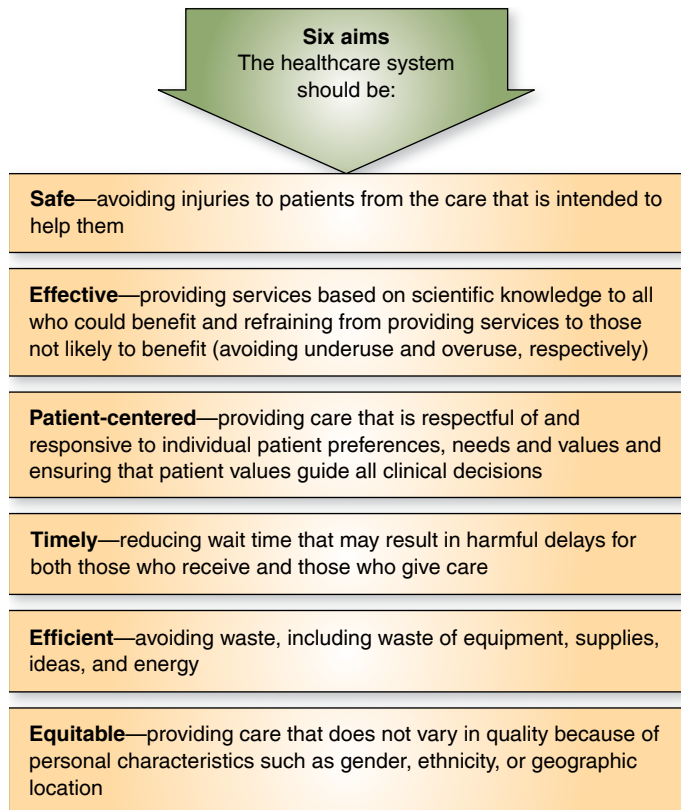 Six aims
The healthcare system
should be:
Safe—avoiding injuries to patients from the care that is intended to
help them
Effective—providing services based on scientific knowledge to all
who could benefit and refraining from providing services to those
not likely to benefit (avoiding underuse and overuse, respectively)
Patient-centered—providing care that is respectful of and
responsive to individual patient preferences, needs and values and
ensuring that patient values guide all clinical decisions
Timely—reducing wait time that may result in harmful delays for
both those who receive and those who give care
Efficient—avoiding waste, including waste of equipment, supplies,
ideas, and energy
Equitable—providing care that does not vary in quality because of
personal characteristics such as gender, ethnicity, or geographic
location